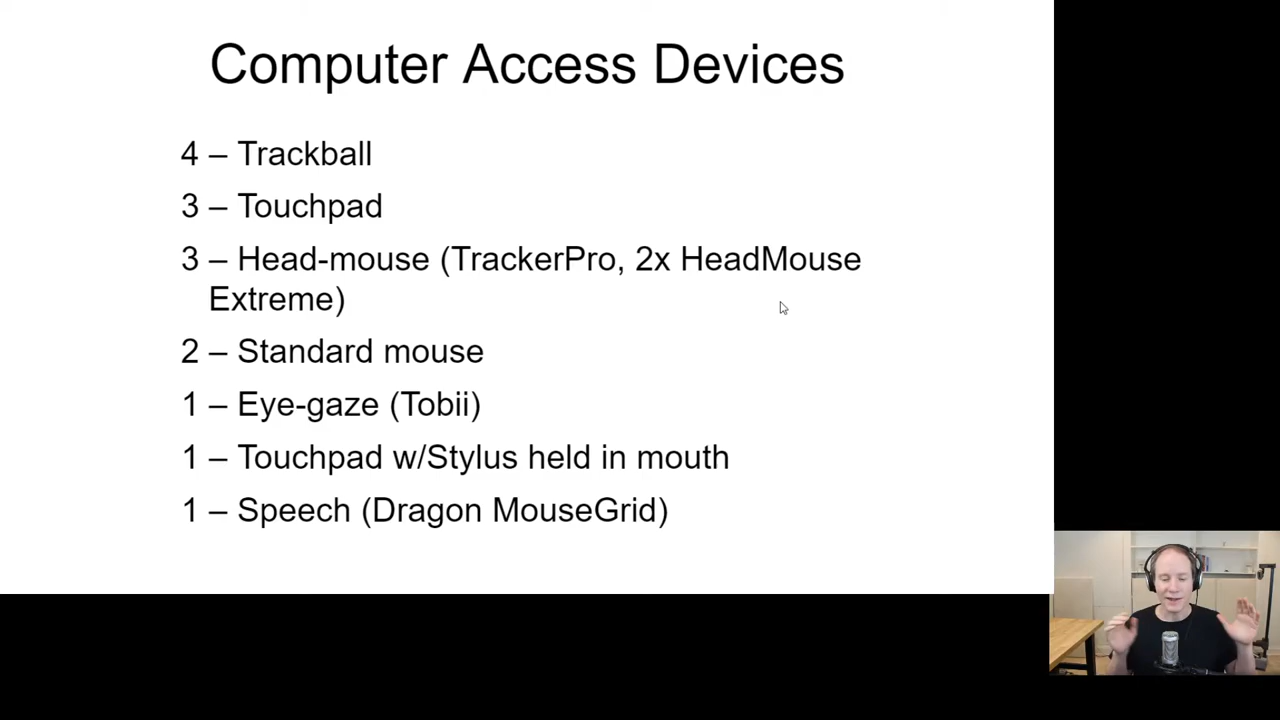 Computer Access Devices
4 – Trackball
3 – Touchpad
3 – Head-mouse (TrackerPro, 2x HeadMouse
Extreme)
2 – Standard mouse
1 – Eye-gaze (Tobii)
1 – Touchpad w/Stylus held in mouth
1 – Speech (Dragon MouseGrid)